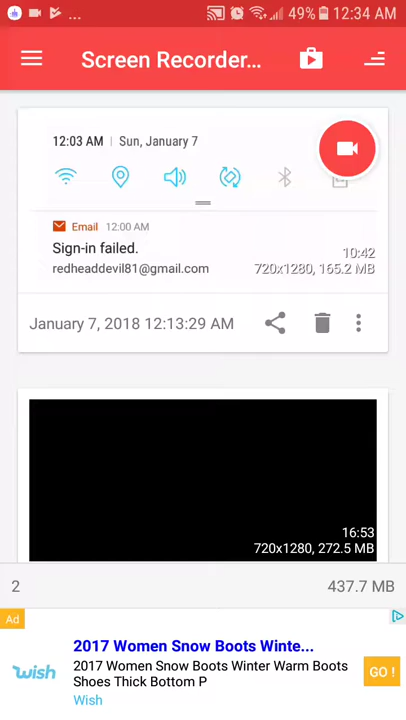 ... 49% 12:34 AM
Screen Recorder...
12:03 AM | Sun, January 7
Email 12:00 AM
Sign-in failed.
redheaddevil81@gmail.com
10:42
720x1280, 165.2 MB
January 7, 2018 12:13:29 AM
16:53
720x1280, 272.5 MB
2 437.7 MB
Ad
2017 Women Snow Boots Winte...
2017 Women Snow Boots Winter Warm Boots
Shoes Thick Bottom P
wish
GO !
Wish